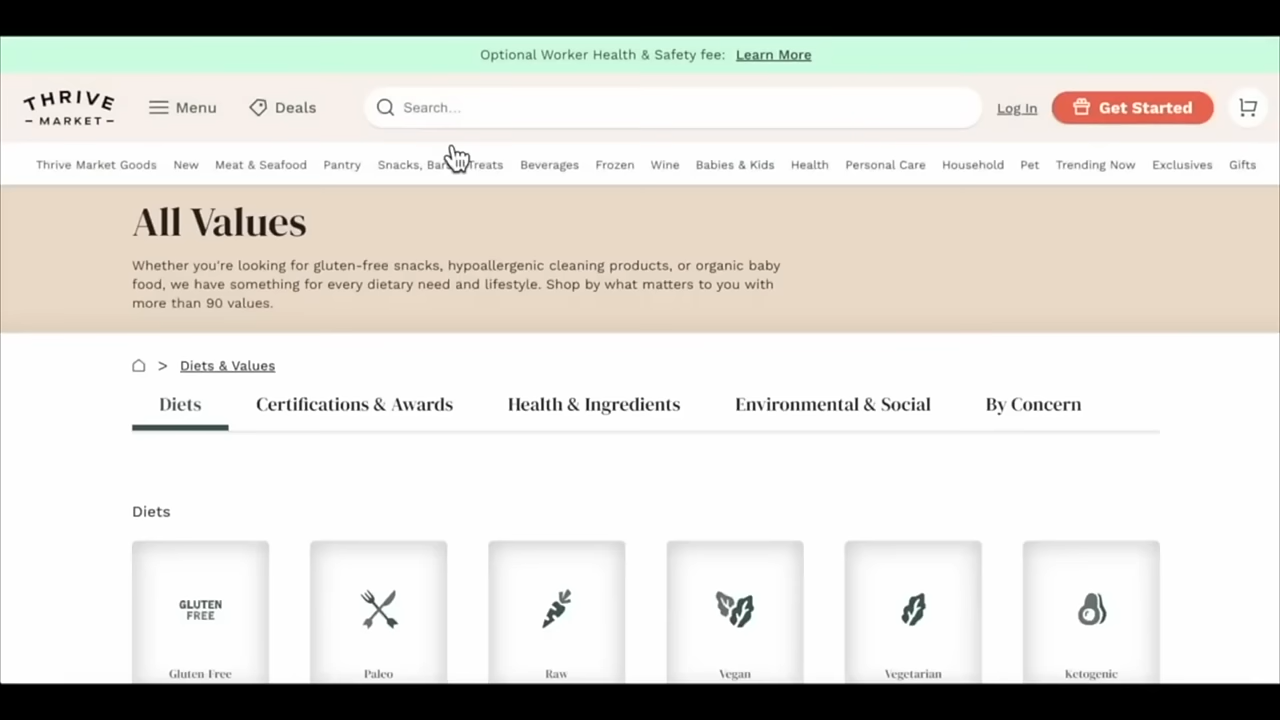 Optional Worker Health & Safety fee: Learn More
THRIVE
MARKET
Menu
Deals
Search...
Log In
Get Started
Thrive Market Goods
New
Meat & Seafood
Pantry
Snacks, Treats
Beverages
Frozen
Wine
Babies & Kids
Health
Personal Care
Household
Pet
Trending Now
Exclusives
Gifts
All Values
Whether you're looking for gluten-free snacks, hypoallergenic cleaning products, or organic baby
food, we have something for every dietary need and lifestyle. Shop by what matters to you with
more than 90 values.
> Diets & Values
Diets
Certifications & Awards
Health & Ingredients
Environmental & Social
By Concern
Diets
GLUTEN
FREE
Gluten Free
Paleo
Raw
Vegan
Vegetarian
Ketogenic